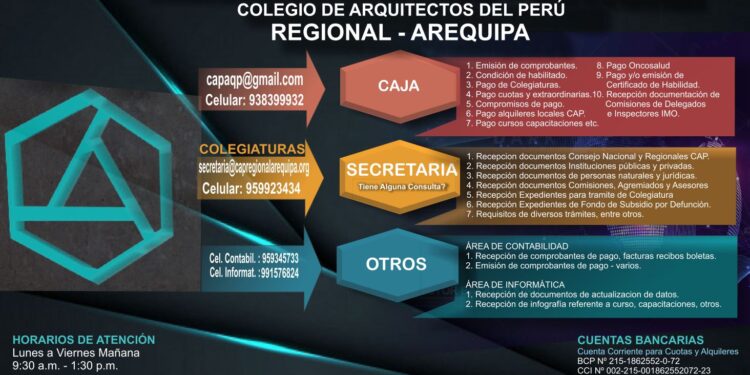 COLEGIO DE ARQUITECTOS DEL PERÚ
REGIONAL - AREQUIPA
capaqp@gmail.com
Celular: 938399932
CAJA
1. Emisión de comprobantes.
2. Condición de habilitado.
3. Pago de Colegiaturas.
4. Pago cuotas y extraordinarias.
5. Compromisos de pago.
6. Pago alquileres locales CAP.
7. Pago cursos capacitaciones etc.
8. Pago Oncosalud
9. Pago y/o emisión de
Certificado de Habilidad.
10. Recepción documentación de
Comisiones de Delegados
e Inspectores IMO.
COLEGIATURAS
secretaria@capregionalarequipa.org
Celular: 959923434
SECRETARIA
Tiene Alguna Consulta?
1. Recepción documentos Consejo Nacional y Regionales CAP.
2. Recepción documentos Instituciones públicas y privadas.
3. Recepción documentos de personas naturales y jurídicas.
4. Recepción documentos Comisiones, Agremiados y Asesores
5. Recepción Expedientes para tramite de Colegiatura
6. Recepción Expedientes de Fondo de Subsidio por Defunción.
7. Requisitos de diversos trámites, entre otros.
Cel. Contabil. : 959345733
Cel. Informat. :991576824
OTROS
ÁREA DE CONTABILIDAD
1. Recepción de comprobantes de pago, facturas recibos boletas.
2. Emisión de comprobantes de pago - varios.
ÁREA DE INFORMÁTICA
1. Recepción de documentos de actualizacion de datos.
2. Recepción de infografía referente a curso, capacitaciones, otros.
HORARIOS DE ATENCIÓN
Lunes a Viernes Mañana
9:30 a.m. - 1:30 p.m.
CUENTAS BANCARIAS
Cuenta Corriente para Cuotas y Alquileres
BCP Nº 215-1862552-0-72
CCI Nº 002-215-001862552072-23